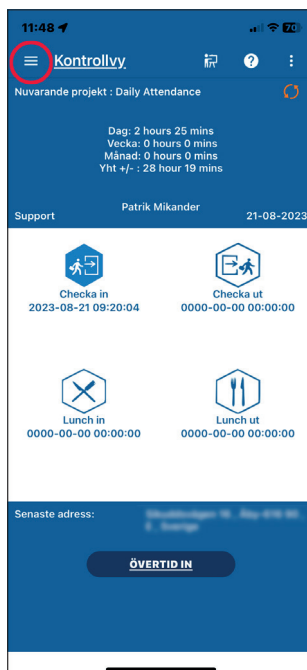 11:48
70
Kontrollvy
?
Nuvarande projekt : Daily Attendance
Dag: 2 hours 25 mins
Vecka: 0 hours 0 mins
Månad: 0 hours 0 mins
Yht +/- : 28 hour 19 mins
Patrik Mikander
Support
21-08-2023
Checka in
2023-08-21 09:20:04
Checka ut
0000-00-00 00:00:00
Lunch in
0000-00-00 00:00:00
Lunch ut
0000-00-00 00:00:00
Senaste adress:
ÖVERTID IN